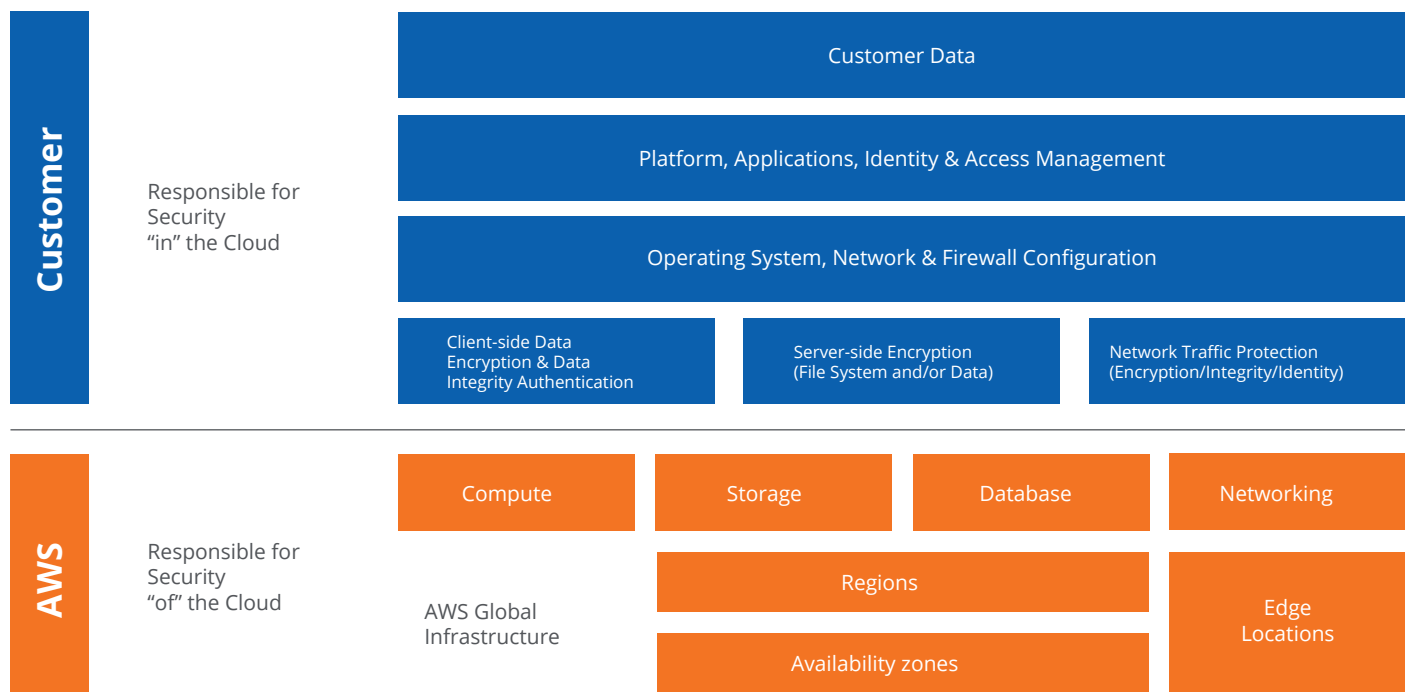 Customer
Responsible for
Security
“in” the Cloud
Customer Data
Platform, Applications, Identity & Access Management
Operating System, Network & Firewall Configuration
Client-side Data
Encryption & Data
Integrity Authentication
Server-side Encryption
(File System and/or Data)
Network Traffic Protection
(Encryption/Integrity/Identity)
AWS
Responsible for
Security
“of” the Cloud
Compute
Storage
Database
Networking
AWS Global
Infrastructure
Regions
Availability zones
Edge
Locations